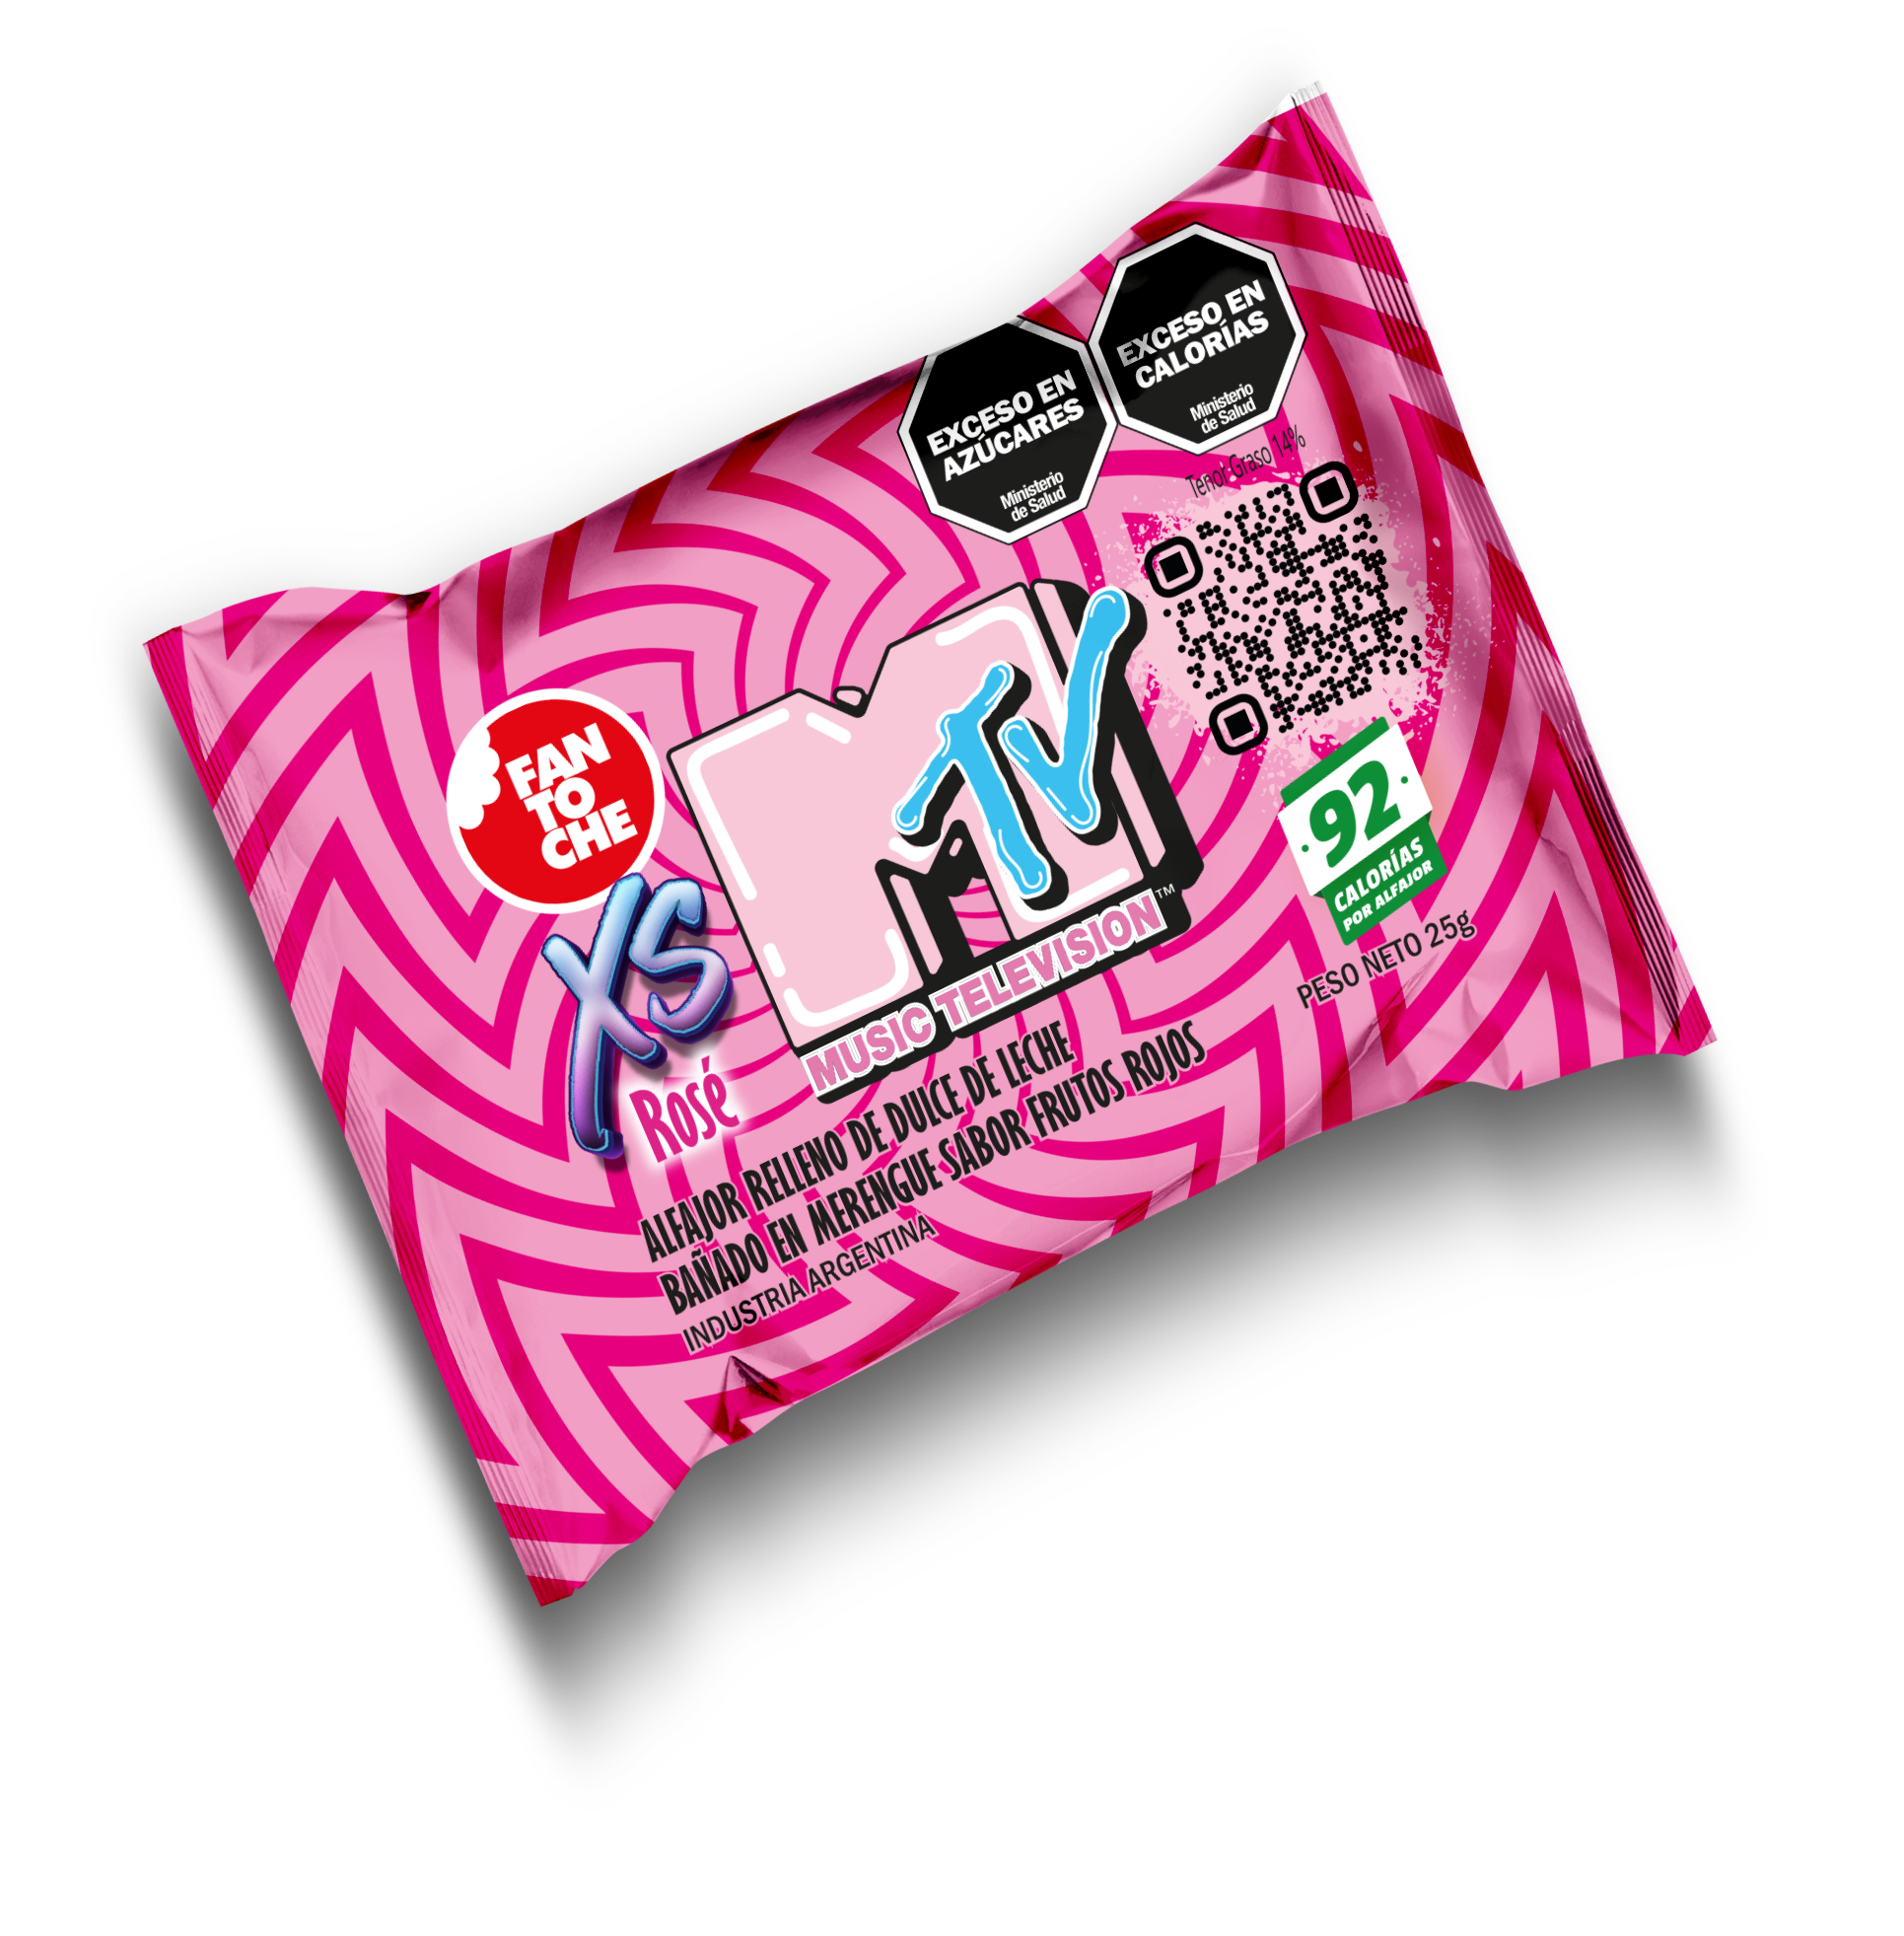 EXCESO EN
AZÚCARES
Ministerio
de Salud
EXCESO EN
CALORÍAS
Ministerio
de Salud
Tenor Graso 14%
FAN
TO
CHE
XS
Rosé
MTV
MUSIC TELEVISION™
92
CALORÍAS
POR ALFAJOR
PESO NETO 25g
ALFAJOR RELLENO DE DULCE DE LECHE
BAÑADO EN MERENGUE SABOR FRUTOS ROJOS
INDUSTRIA ARGENTINA